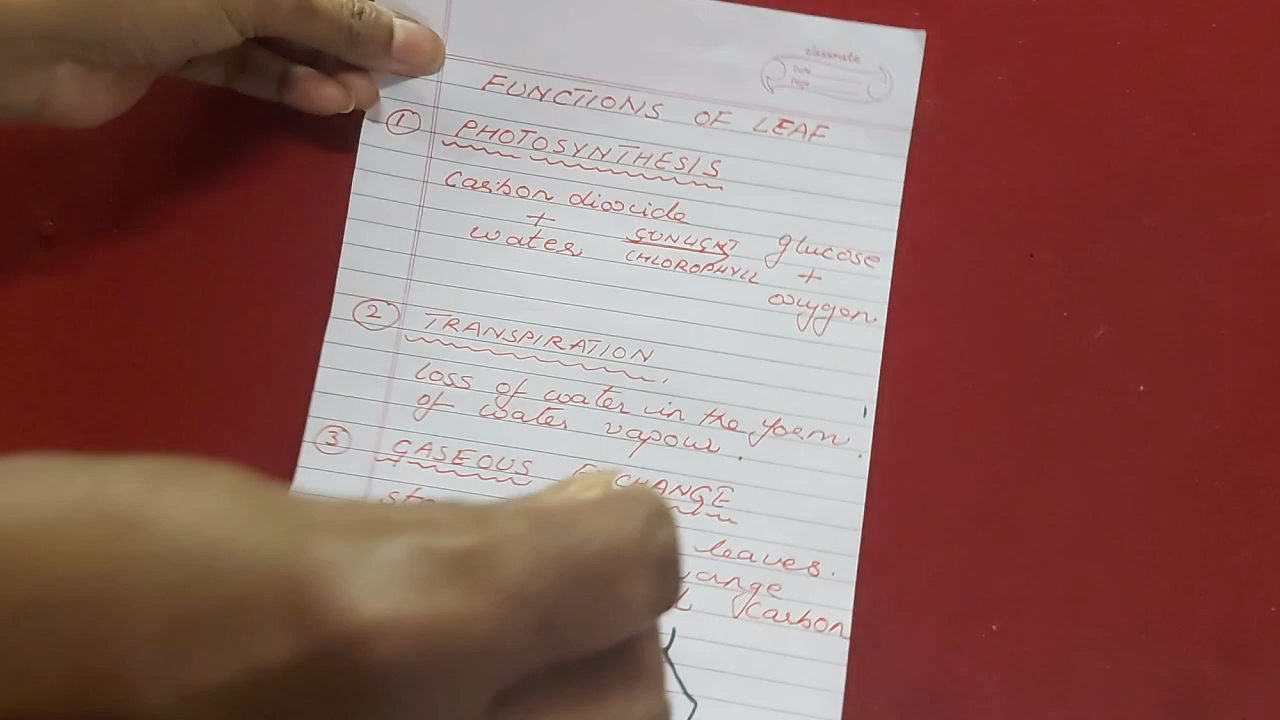 classmate
Date
Page
FUNCTIONS OF LEAF
① PHOTOSYNTHESIS
Carbon dioxide
+
water SUNLIGHT glucose
CHLOROPHYLL +
oxygen
② TRANSPIRATION
Loss of water in the form
of water vapour.
③ GASEOUS EXCHANGE
leaves.
carbon